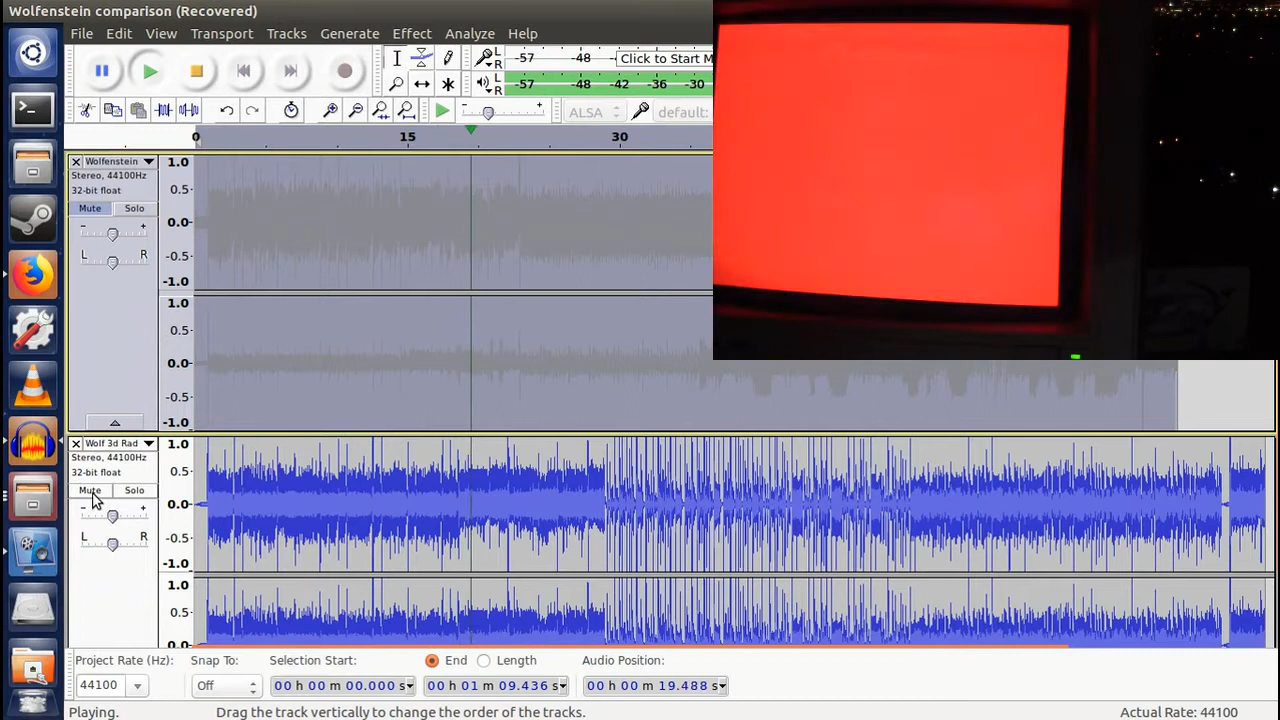 Wolfenstein comparison (Recovered)
File Edit View Transport Tracks Generate Effect Analyze Help
L R -57 -48 Click to Start M
L R -57 -48 -42 -36 -30
ALSA default:
0 15 30
Wolfenstein
Stereo, 44100Hz
32-bit float
Mute Solo
- +
L R
1.0
0.5
0.0
-0.5
-1.0
1.0
0.5
0.0
-0.5
-1.0
Wolf 3d Rad
Stereo, 44100Hz
32-bit float
Mute Solo
- +
L R
1.0
0.5
0.0
-0.5
-1.0
1.0
0.5
0.0
Project Rate (Hz): Snap To: Selection Start: End Length Audio Position:
44100 Off 00 h 00 m 00.000 s 00 h 01 m 09.436 s 00 h 00 m 19.488 s
Playing. Drag the track vertically to change the order of the tracks. Actual Rate: 44100